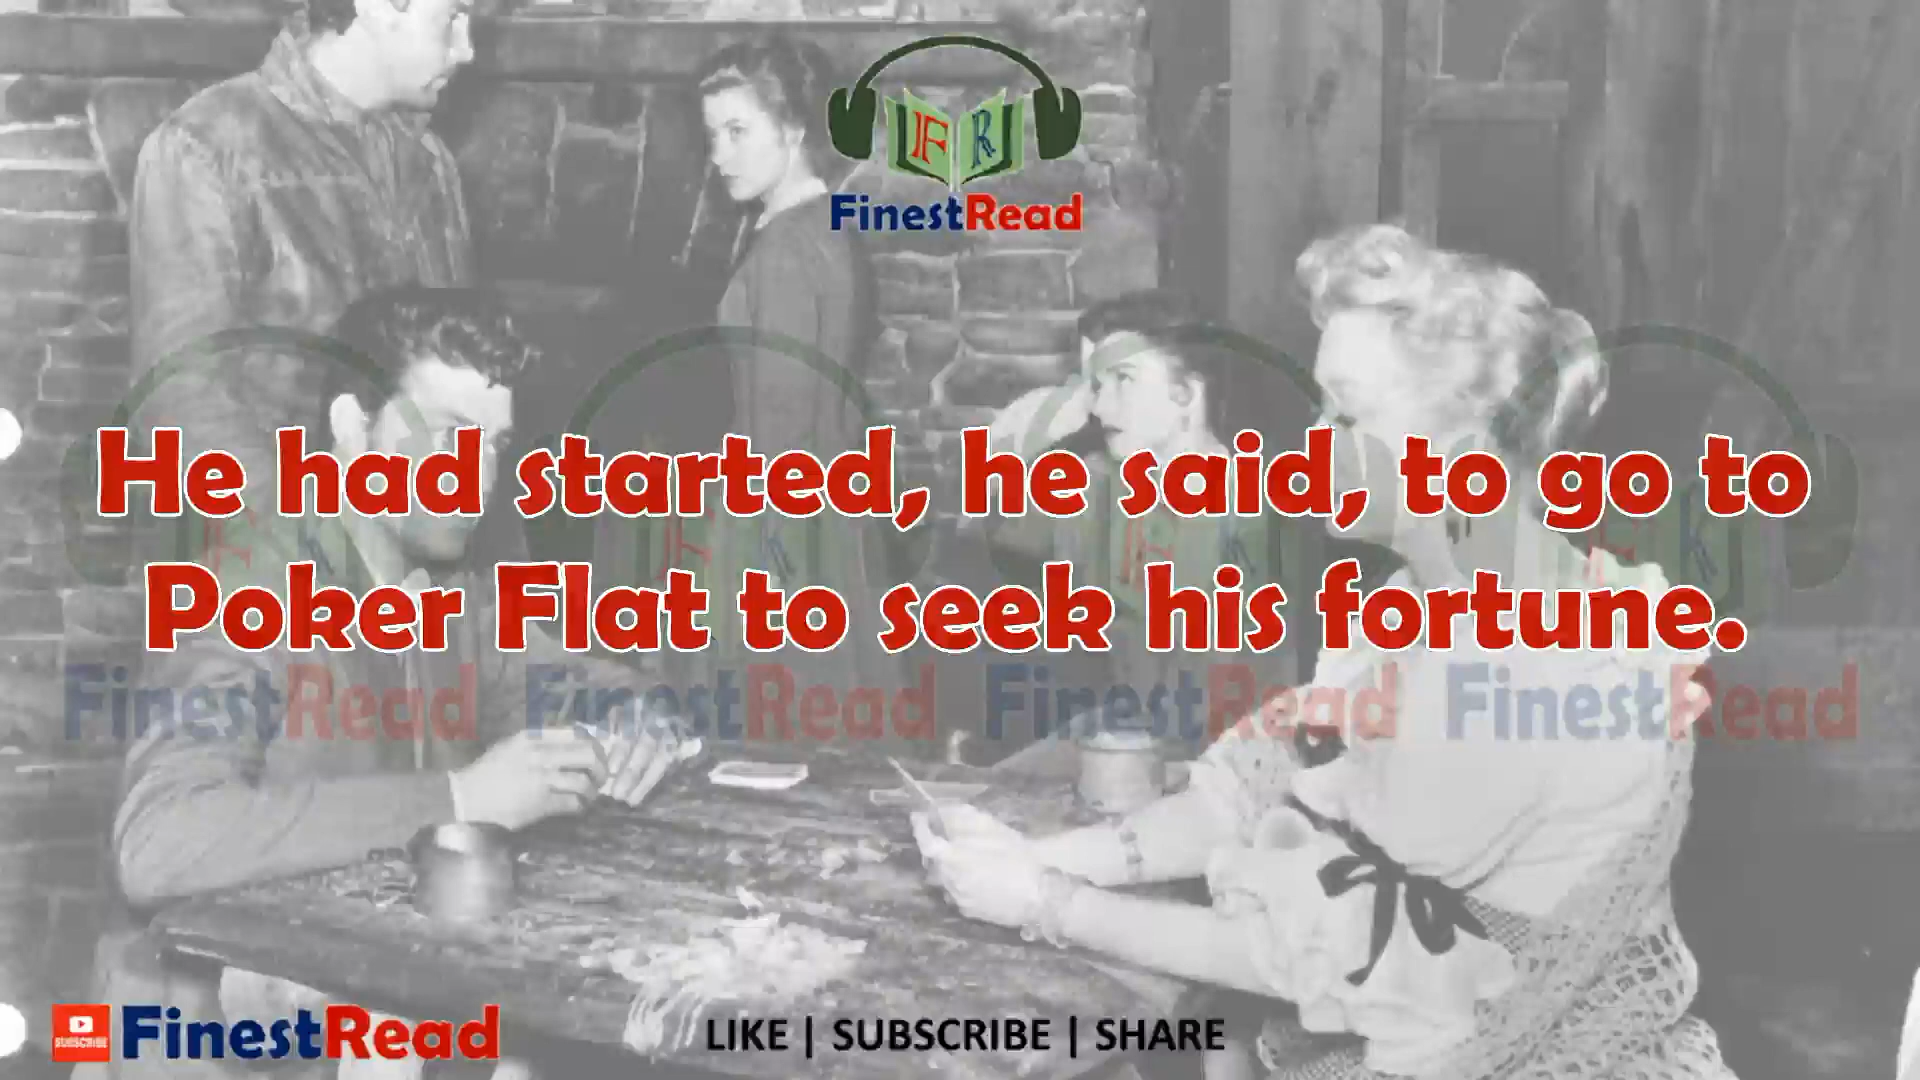 F R
FinestRead
He had started, he said, to go to
Poker Flat to seek his fortune.
FinestRead FinestRead FinestRead FinestRead
SUBSCRIBE FinestRead LIKE | SUBSCRIBE | SHARE